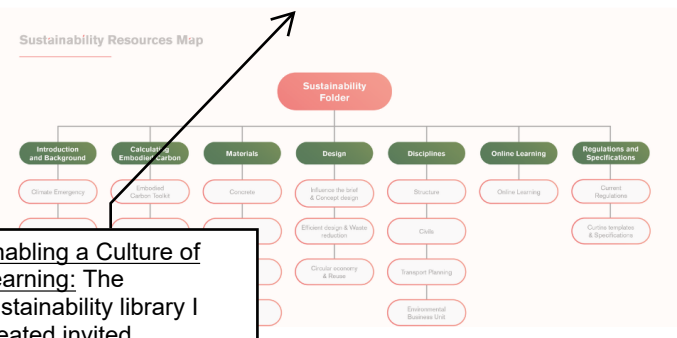 Sustainability Resources Map
Sustainability
Folder
Introduction
and Background
Calculating
Embodied Carbon
Materials
Design
Disciplines
Online Learning
Regulations and
Specifications
Climate Emergency
Embodied
Carbon Toolkit
Concrete
Influence the brief
& Concept design
Structure
Online Learning
Current
Regulations
Efficient design & Waste
reduction
Civils
Curtins templates
& Specifications
Circular economy
& Reuse
Transport Planning
Environmental
Business Unit
nabling a Culture of
earning: The
stainability library I
eated invited